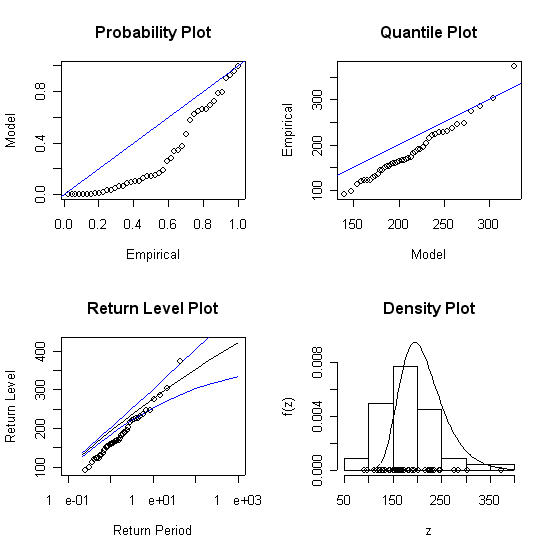 Probability Plot
Model
0.0 0.4 0.8
0.0 0.2 0.4 0.6 0.8 1.0
Empirical
Quantile Plot
Empirical
100 200 300
150 200 250 300
Model
Return Level Plot
Return Level
100 200 300 400
1 e-01 1 e+01 1 e+03
Return Period
Density Plot
f(z)
0.000 0.004 0.008
50 150 250 350
z